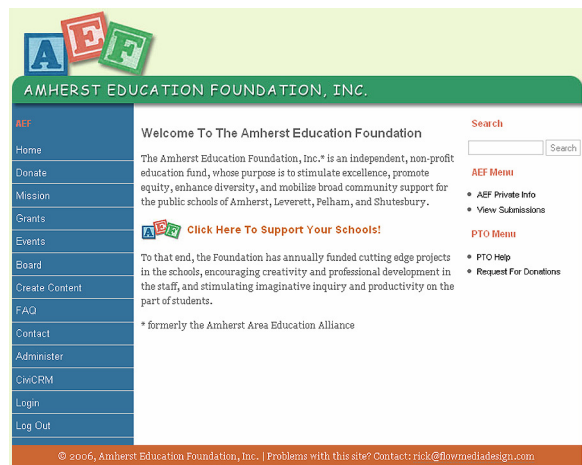 A E F
AMHERST EDUCATION FOUNDATION, INC.
AEF
Home
Donate
Mission
Grants
Events
Board
Create Content
FAQ
Contact
Administer
CiviCRM
Login
Log Out
Welcome To The Amherst Education Foundation
The Amherst Education Foundation, Inc.* is an independent, non-profit
education fund, whose purpose is to stimulate excellence, promote
equity, enhance diversity, and mobilize broad community support for
the public schools of Amherst, Leverett, Pelham, and Shutesbury.
AEF Click Here To Support Your Schools!
To that end, the Foundation has annually funded cutting edge projects
in the schools, encouraging creativity and professional development in
the staff, and stimulating imaginative inquiry and productivity on the
part of students.
* formerly the Amherst Area Education Alliance
Search
Search
AEF Menu
AEF Private Info
View Submissions
PTO Menu
PTO Help
Request For Donations
© 2006, Amherst Education Foundation, Inc. | Problems with this site? Contact: rick@flowmediadesign.com